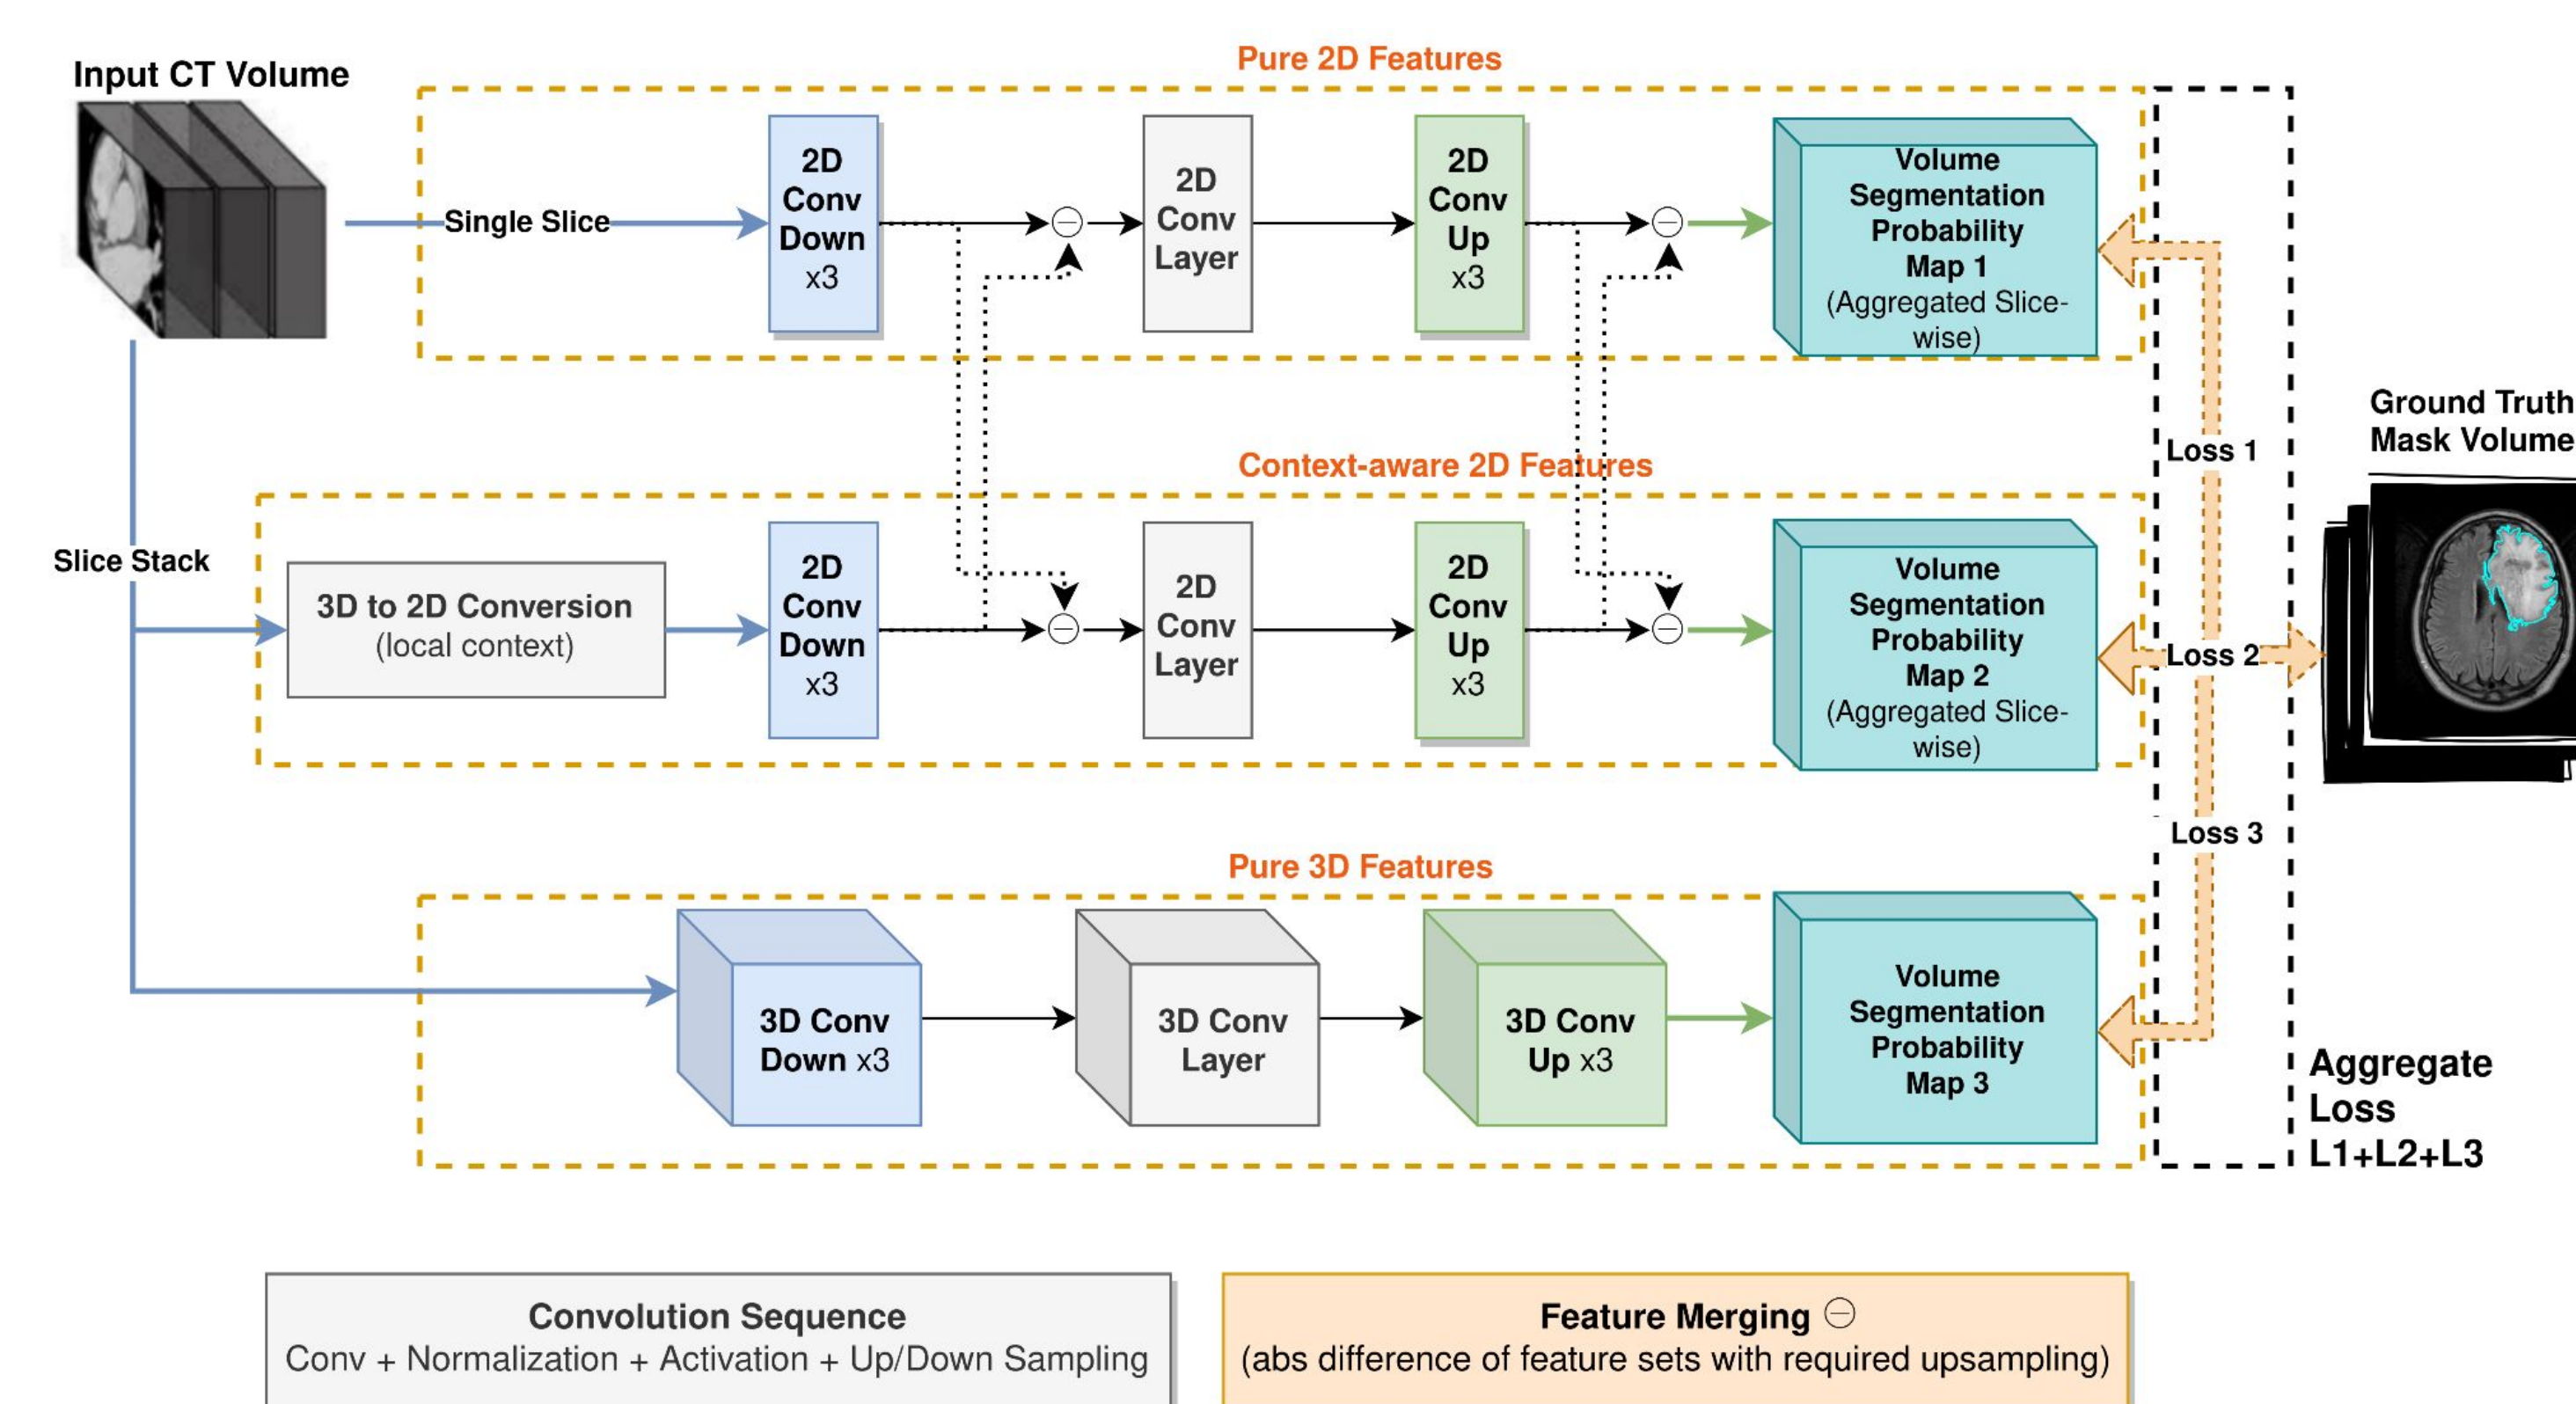 Pure 2D Features
Input CT Volume
Single Slice
2D
Conv
Down
x3
2D
Conv
Layer
2D
Conv
Up
x3
Volume
Segmentation
Probability
Map 1
(Aggregated Slice-
wise)
Ground Truth
Mask Volume
Loss 1
Context-aware 2D Features
Slice Stack
3D to 2D Conversion
(local context)
2D
Conv
Down
x3
2D
Conv
Layer
2D
Conv
Up
x3
Volume
Segmentation
Probability
Map 2
(Aggregated Slice-
wise)
Loss 2
Loss 3
Pure 3D Features
3D Conv
Down x3
3D Conv
Layer
3D Conv
Up x3
Volume
Segmentation
Probability
Map 3
Aggregate
Loss
L1+L2+L3
Convolution Sequence
Conv + Normalization + Activation + Up/Down Sampling
Feature Merging ⊖
(abs difference of feature sets with required upsampling)